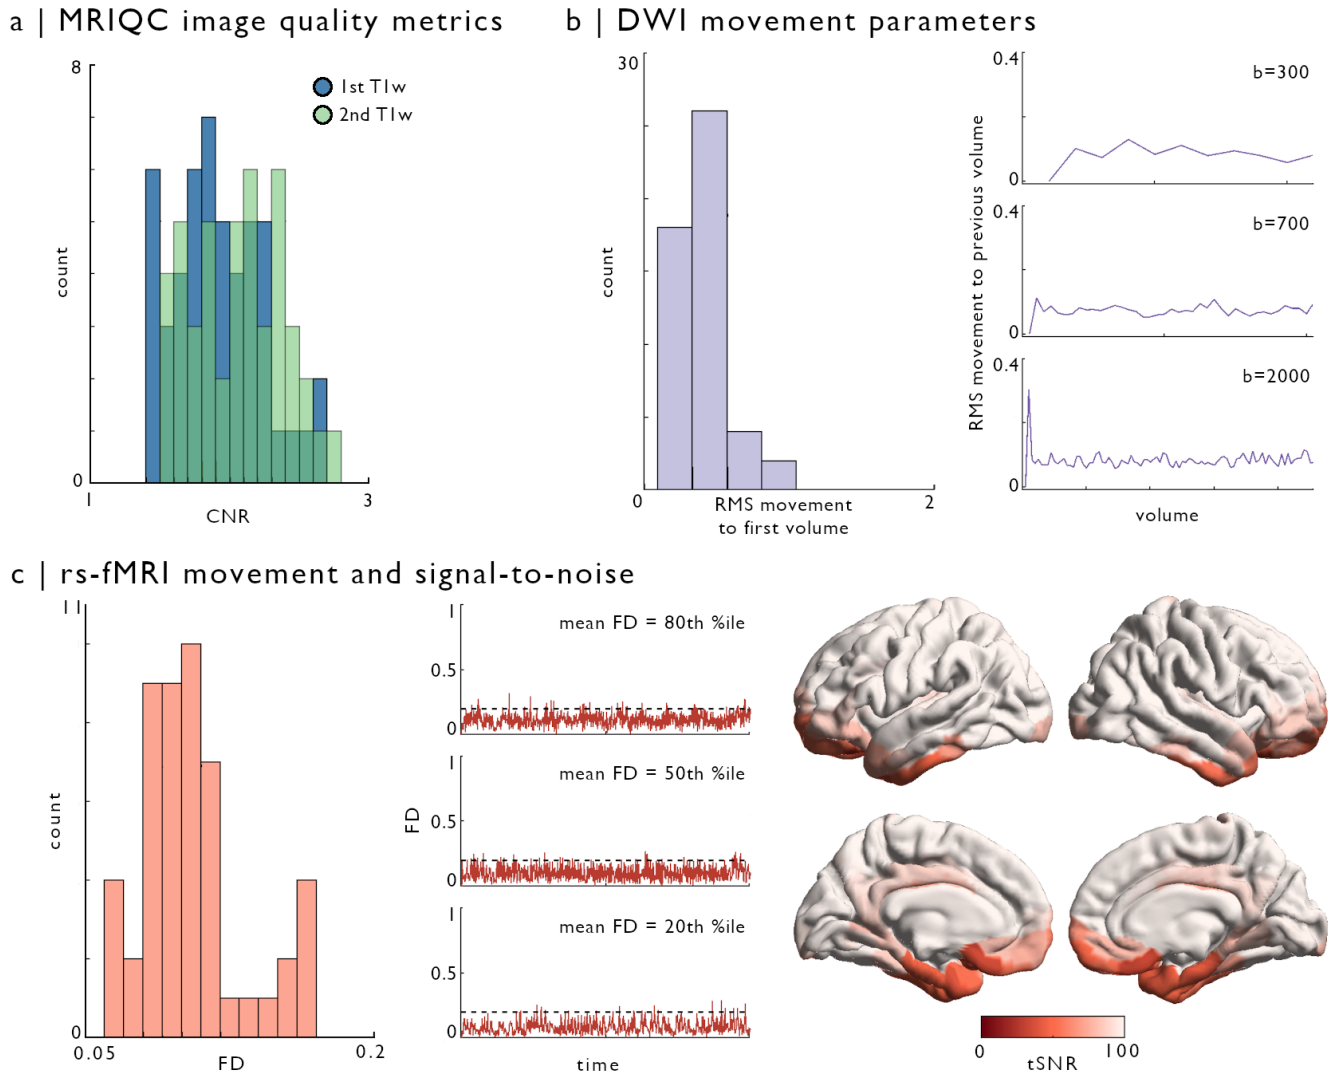 a | MRIQC image quality metrics
8
count
0
1
3
CNR
1st T1w
2nd T1w
b | DWI movement parameters
30
count
0
2
RMS movement
to first volume
RMS movement to previous volume
0.4
b=300
0
0.4
b=700
0
0.4
b=2000
0
volume
c | rs-fMRI movement and signal-to-noise
11
count
0
0.05
0.2
FD
FD
1
mean FD = 80th %ile
0.5
0
1
mean FD = 50th %ile
0.5
0
1
mean FD = 20th %ile
0.5
0
time
0
100
tSNR